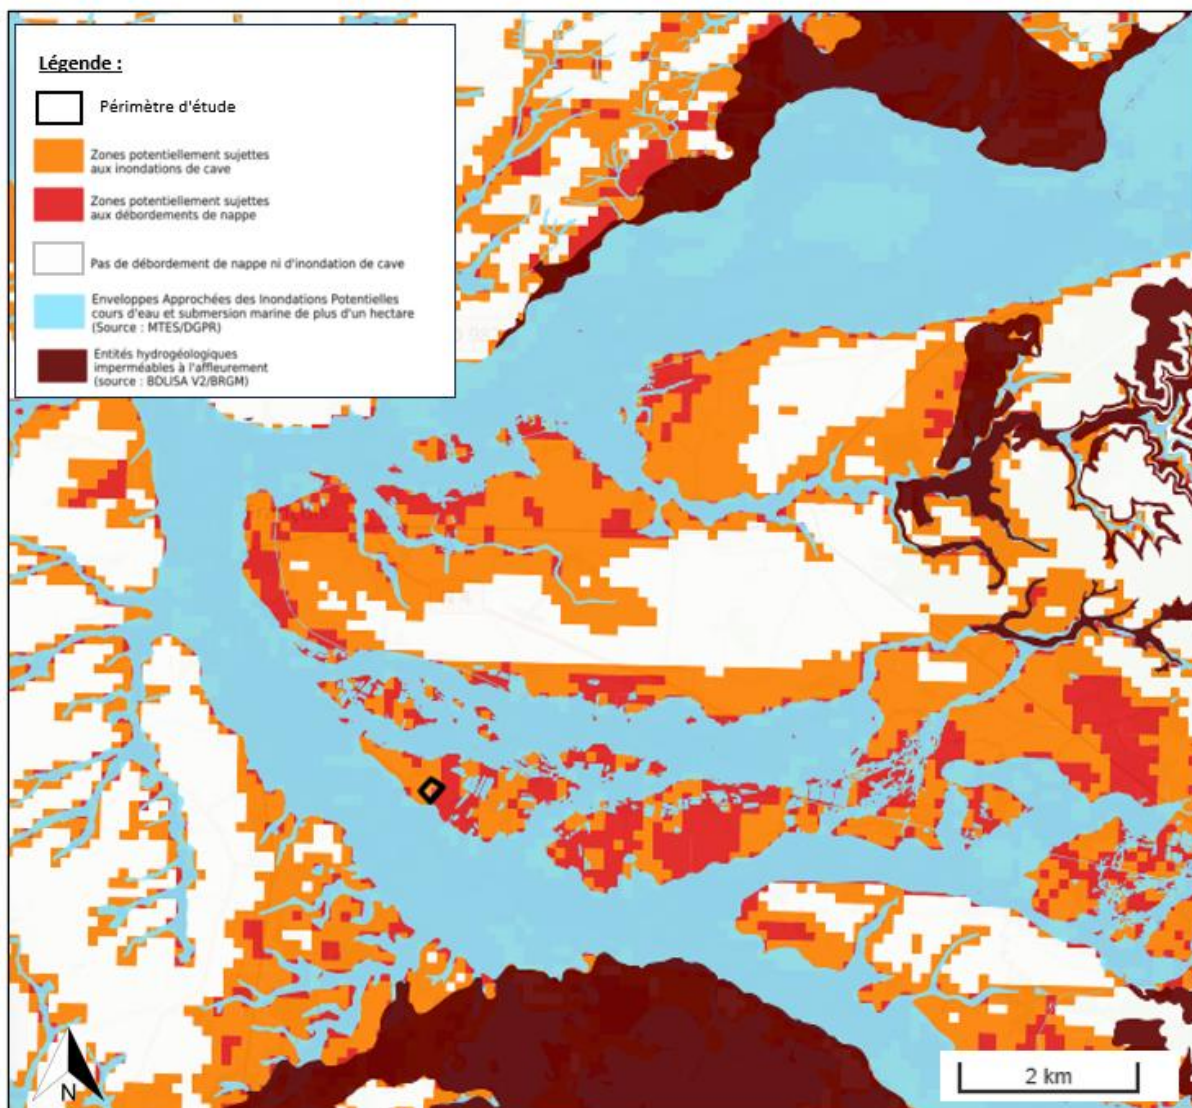 Légende :
Périmètre d'étude
Zones potentiellement sujettes
aux inondations de cave
Zones potentiellement sujettes
aux débordements de nappe
Pas de débordement de nappe ni d'inondation de cave
Enveloppes Approchées des Inondations Potentielles
cours d'eau et submersion marine de plus d'un hectare
(Source : MTES/DGPR)
Entités hydrogéologiques
imperméables à l'affleurement
(source : BDLISA V2/BRGM)
N
2 km